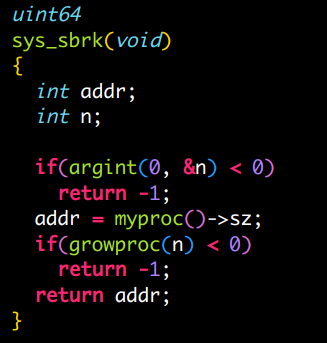 uint64
sys_sbrk(void)
{
  int addr;
  int n;

  if(argint(0, &n) < 0)
    return -1;
  addr = myproc()->sz;
  if(growproc(n) < 0)
    return -1;
  return addr;
}